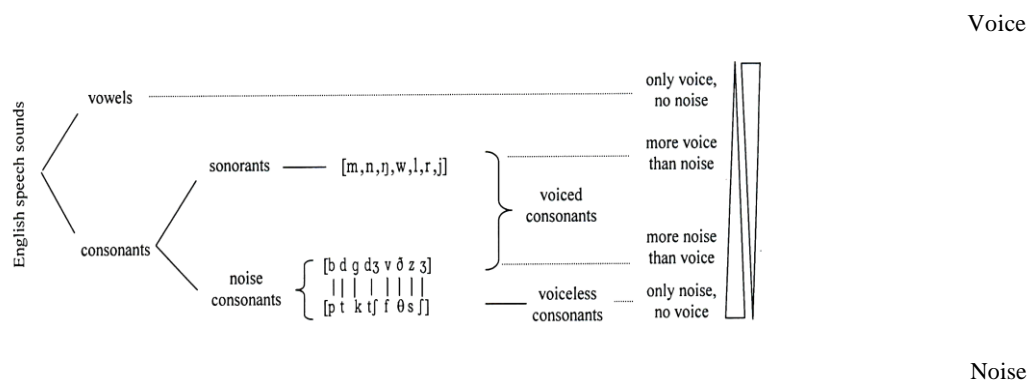 Voice
English speech sounds
vowels
only voice,
no noise
more voice
than noise
sonorants
[m,n,ŋ,w,l,r,j]
voiced
consonants
consonants
more noise
than voice
noise
consonants
[b d g dʒ v ð z ʒ]
[p t k tʃ f θ s ʃ]
voiceless
consonants
only noise,
no voice
Noise